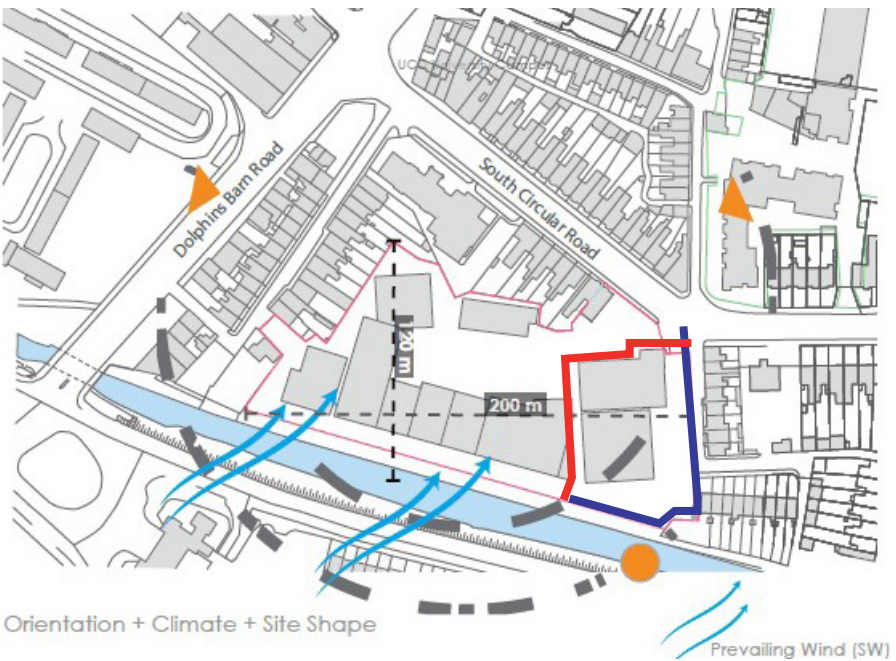 Dolphins Barn Road
South Circular Road
120 m
200 m
Orientation + Climate + Site Shape
Prevailing Wind (SW)